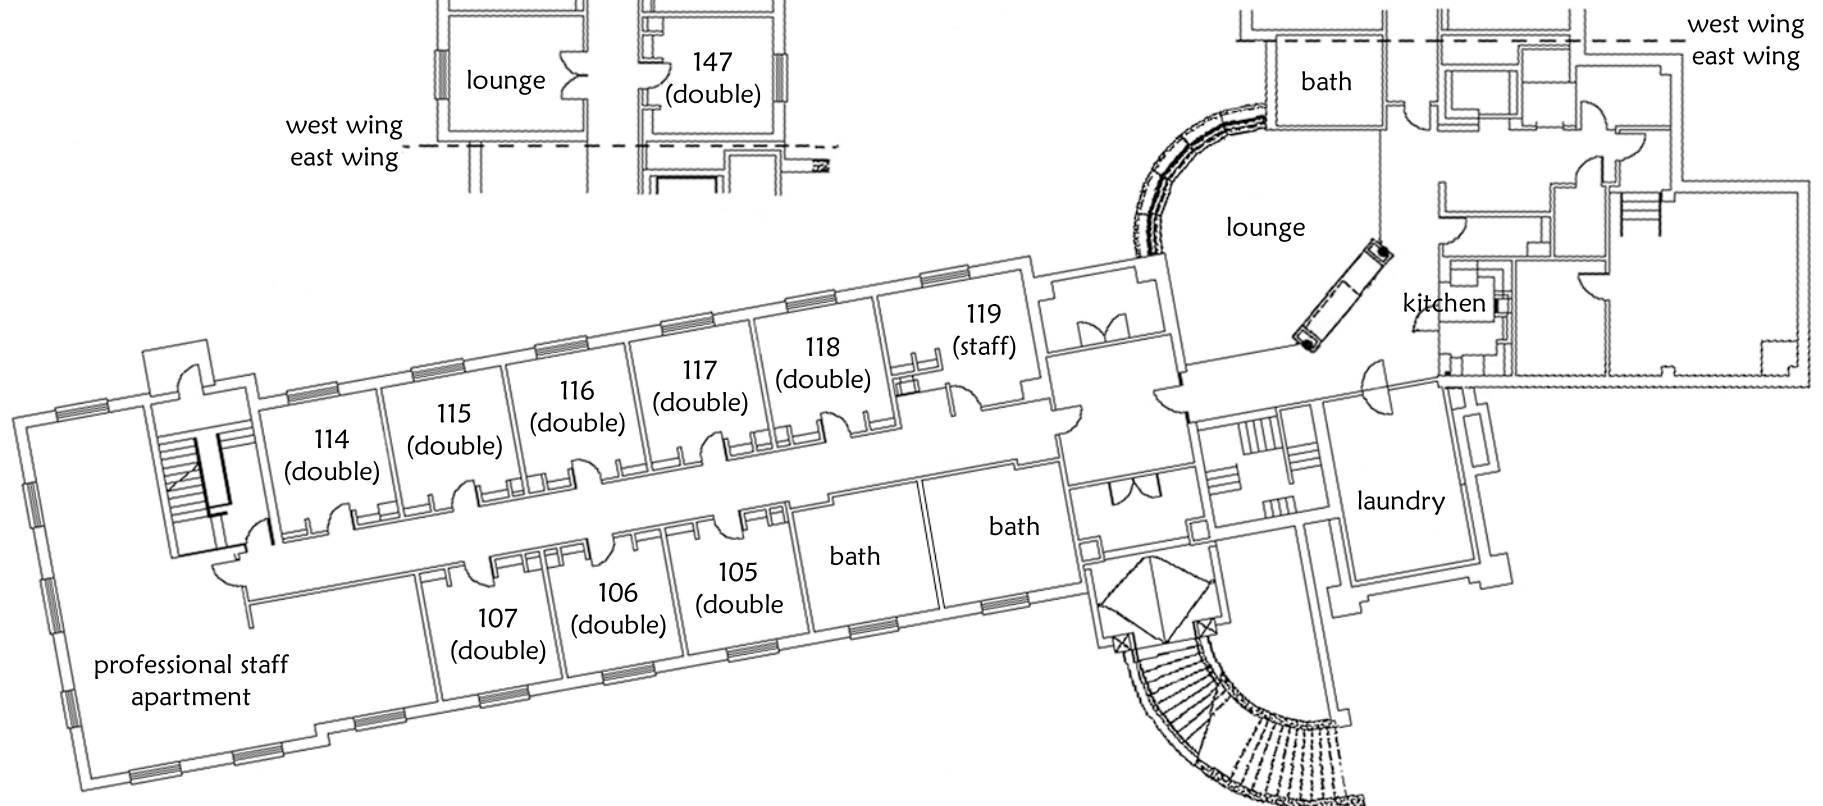 lounge
147
(double)
west wing
east wing
west wing
east wing
bath
lounge
kitchen
119
(staff)
118
(double)
117
(double)
116
(double)
115
(double)
114
(double)
laundry
bath
bath
105
(double
106
(double)
107
(double)
professional staff
apartment